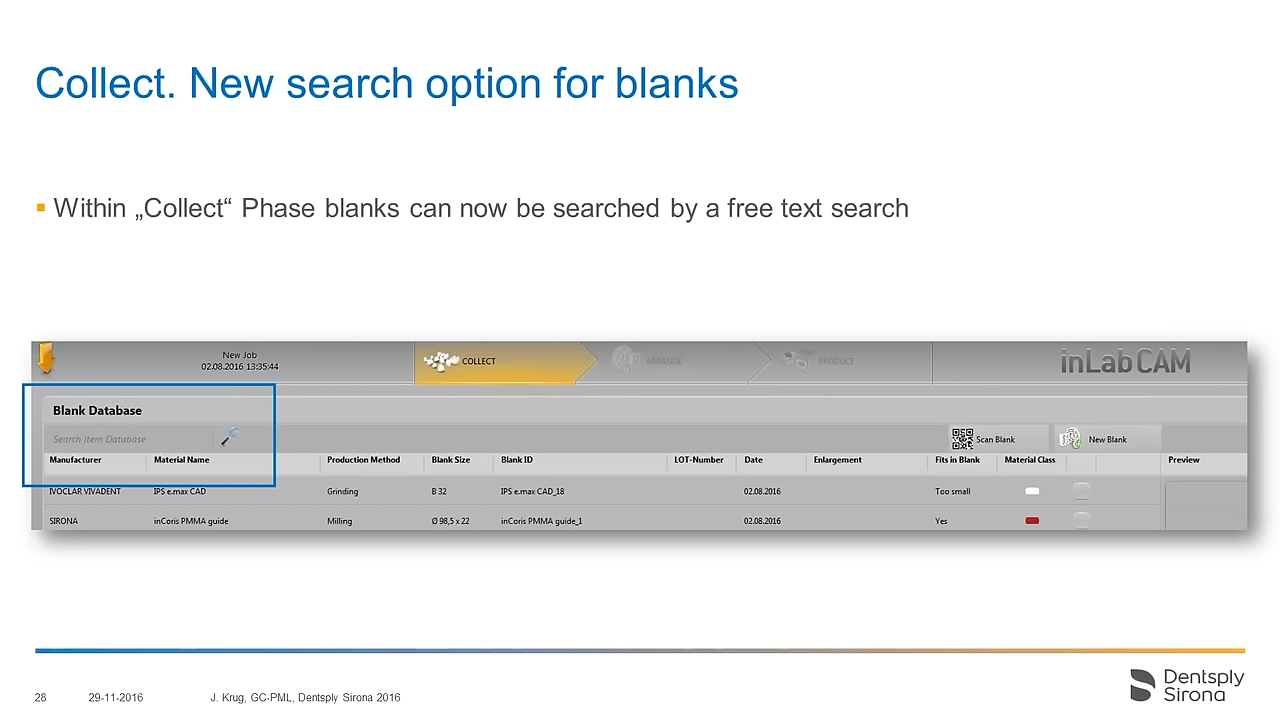 Collect. New search option for blanks
Within „Collect“ Phase blanks can now be searched by a free text search
New Job
02.08.2016 13:35:44
COLLECT
ARRANGE
PRODUCE
inLab CAM
Blank Database
Search Item Database
Scan Blank
New Blank
Manufacturer Material Name Production Method Blank Size Blank ID LOT-Number Date Enlargement Fits in Blank Material Class Preview
IVOCLAR VIVADENT IPS e.max CAD Grinding B 32 IPS e.max CAD_18 02.08.2016 Too small
SIRONA inCoris PMMA guide Milling Ø 98,5 x 22 inCoris PMMA guide_1 02.08.2016 Yes
28 29-11-2016 J. Krug, GC-PML, Dentsply Sirona 2016
Dentsply
Sirona